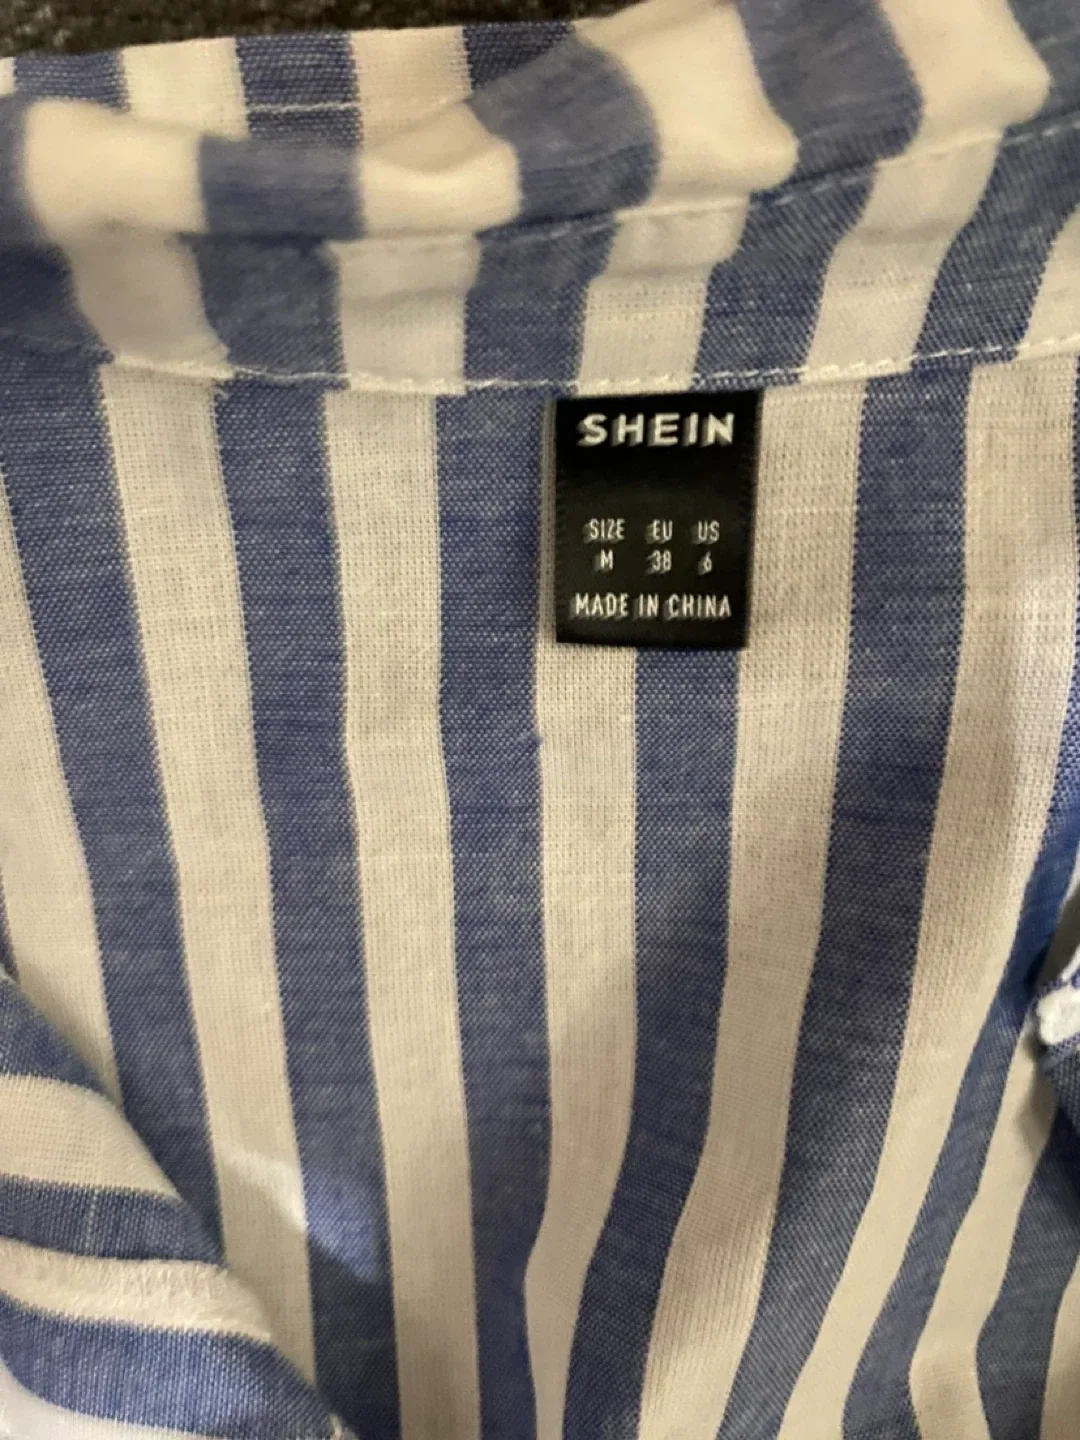 SHEIN
SIZE EU US
M 38 6
MADE IN CHINA